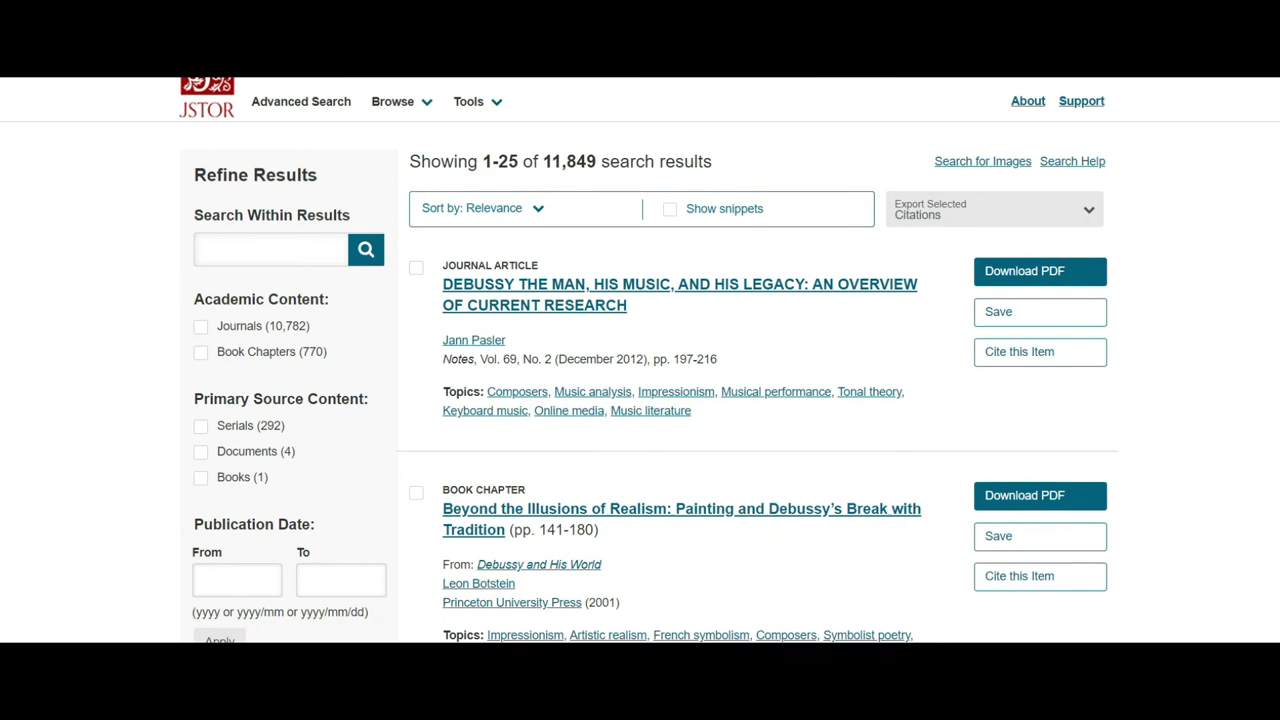 JSTOR
Advanced Search Browse Tools
About Support
Refine Results
Search Within Results
Academic Content:
Journals (10,782)
Book Chapters (770)
Primary Source Content:
Serials (292)
Documents (4)
Books (1)
Publication Date:
From To
(yyyy or yyyy/mm or yyyy/mm/dd)
Apply
Showing 1-25 of 11,849 search results
Search for Images Search Help
Sort by: Relevance Show snippets
Export Selected
Citations
JOURNAL ARTICLE
DEBUSSY THE MAN, HIS MUSIC, AND HIS LEGACY: AN OVERVIEW
OF CURRENT RESEARCH
Jann Pasler
Notes, Vol. 69, No. 2 (December 2012), pp. 197-216
Topics: Composers, Music analysis, Impressionism, Musical performance, Tonal theory,
Keyboard music, Online media, Music literature
Download PDF
Save
Cite this Item
BOOK CHAPTER
Beyond the Illusions of Realism: Painting and Debussy’s Break with
Tradition (pp. 141-180)
From: Debussy and His World
Leon Botstein
Princeton University Press (2001)
Topics: Impressionism, Artistic realism, French symbolism, Composers, Symbolist poetry,
Download PDF
Save
Cite this Item